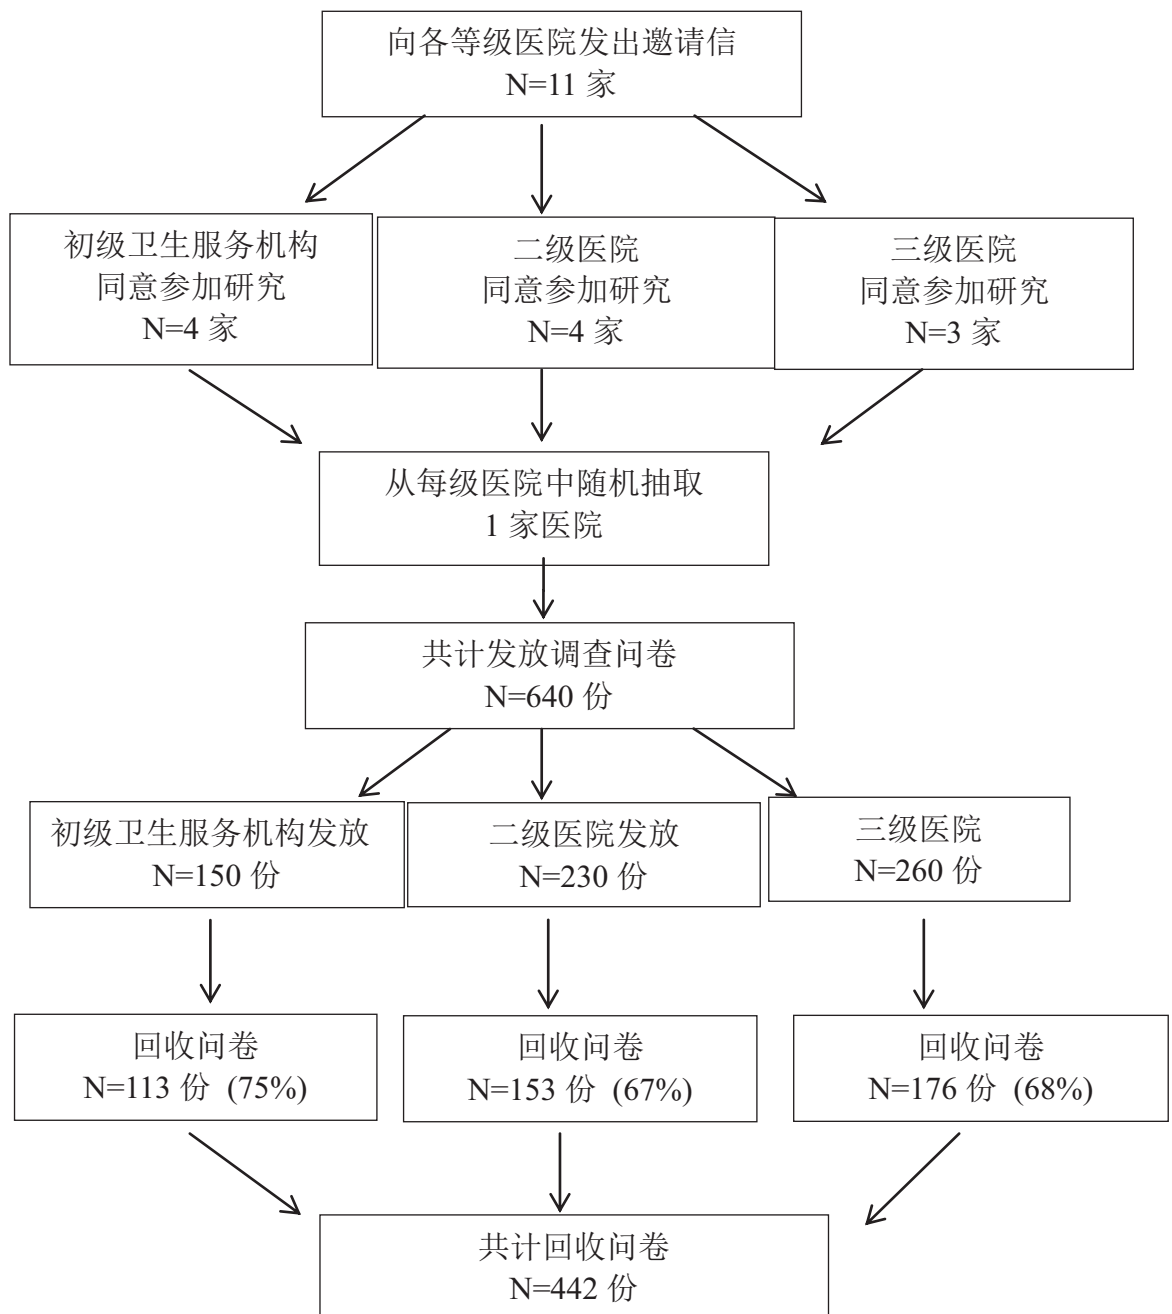 向各等级医院发出邀请信
N=11 家
初级卫生服务机构
同意参加研究
N=4 家
二级医院
同意参加研究
N=4 家
三级医院
同意参加研究
N=3 家
从每级医院中随机抽取
1 家医院
共计发放调查问卷
N=640 份
初级卫生服务机构发放
N=150 份
二级医院发放
N=230 份
三级医院
N=260 份
回收问卷
N=113 份 (75%)
回收问卷
N=153 份 (67%)
回收问卷
N=176 份 (68%)
共计回收问卷
N=442 份